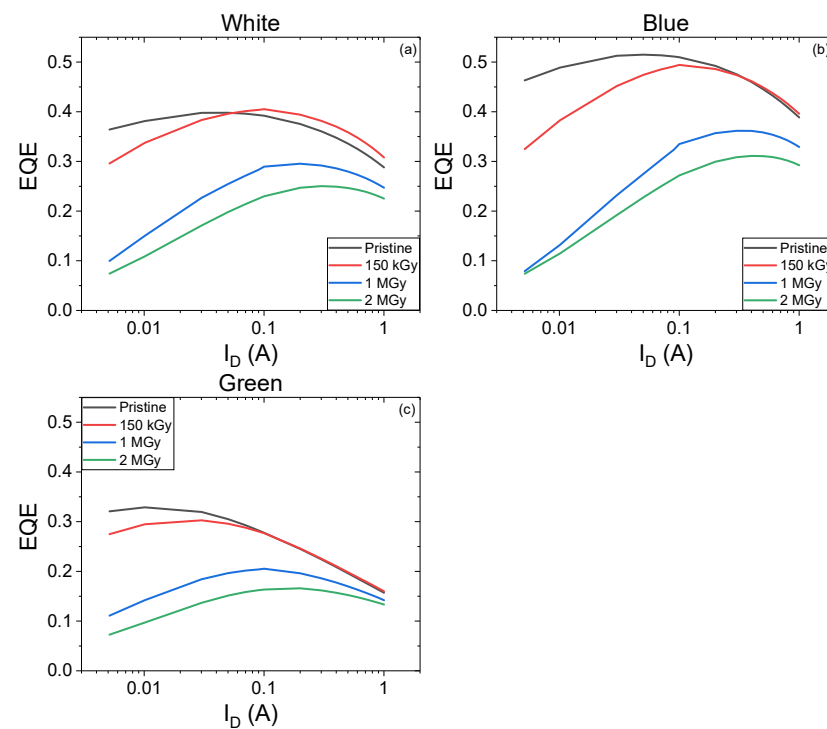 White
(a)
EQE
0.5
0.4
0.3
0.2
0.1
0.0
0.01
0.1
1
I_D (A)
Pristine
150 kGy
1 MGy
2 MGy
Blue
(b)
EQE
0.5
0.4
0.3
0.2
0.1
0.0
0.01
0.1
1
I_D (A)
Pristine
150 kGy
1 MGy
2 MGy
Green
(c)
EQE
0.5
0.4
0.3
0.2
0.1
0.0
0.01
0.1
1
I_D (A)
Pristine
150 kGy
1 MGy
2 MGy